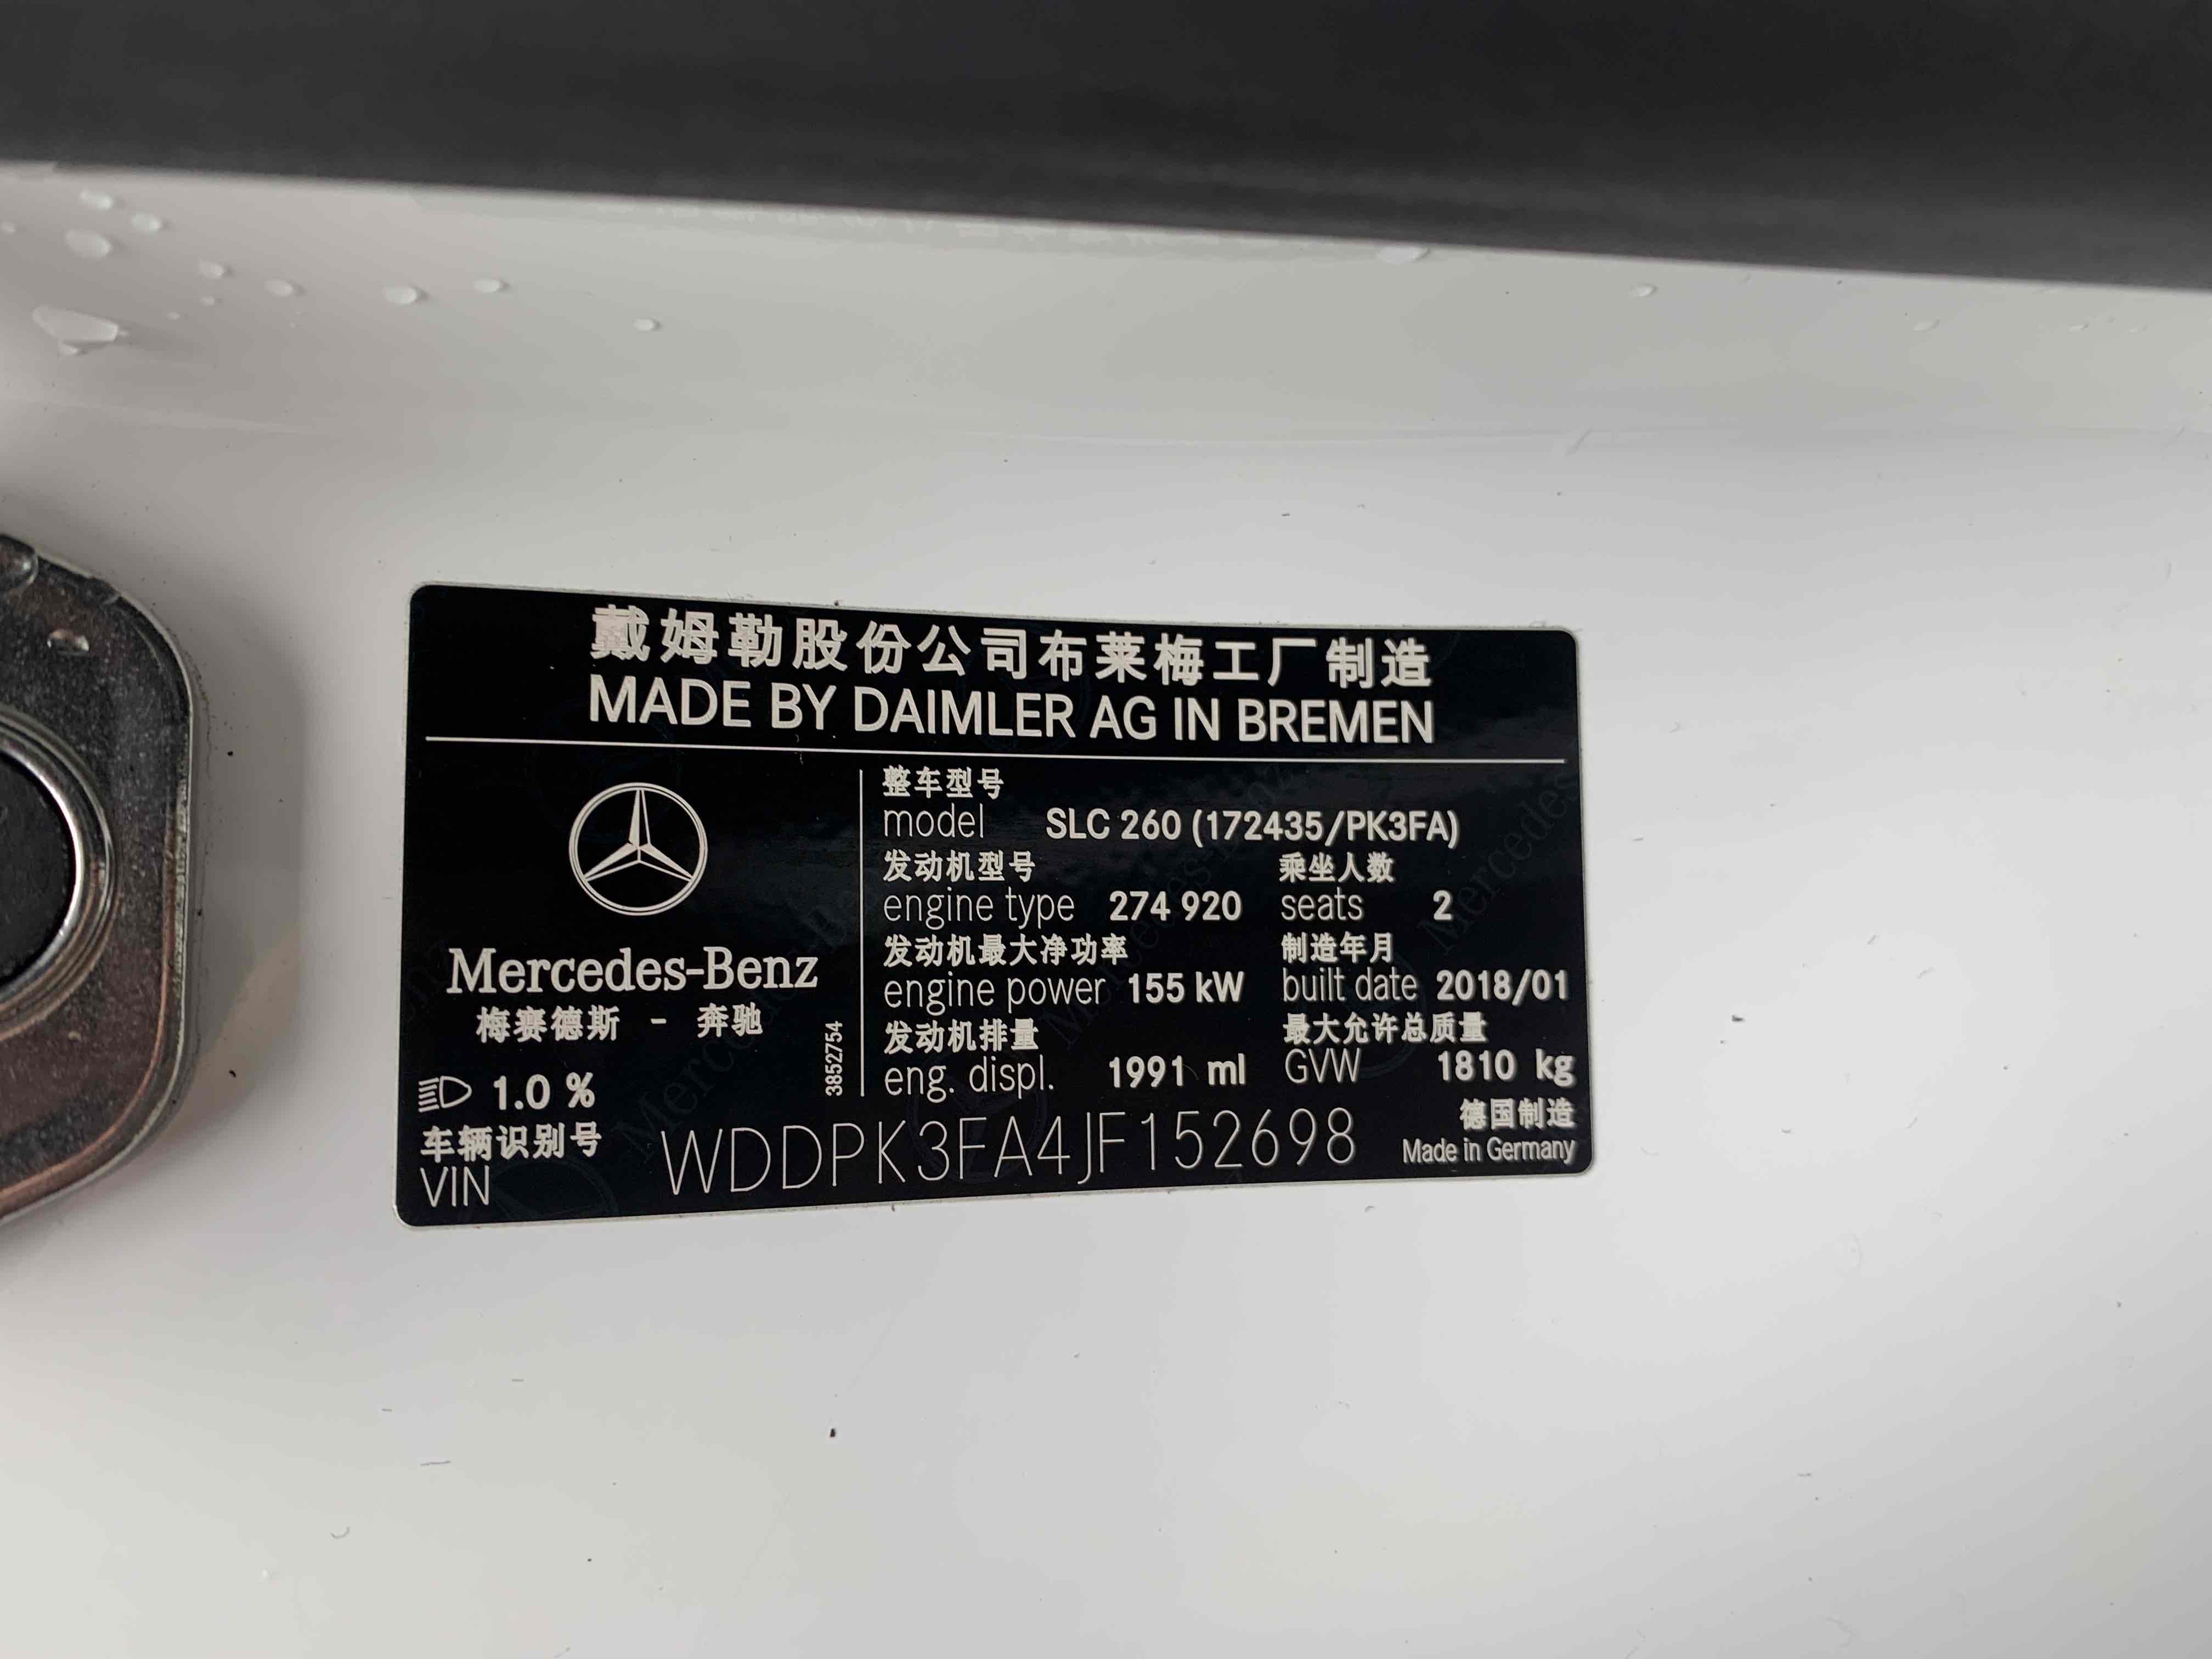 戴姆勒股份公司布莱梅工厂制造
MADE BY DAIMLER AG IN BREMEN
整车型号
model SLC 260 (172435/PK3FA)
发动机型号 乘坐人数
engine type 274 920 seats 2
发动机最大净功率 制造年月
engine power 155 kW built date 2018/01
发动机排量 最大允许总质量
eng. displ. 1991 ml GVW 1810 kg
Mercedes-Benz
梅赛德斯 - 奔驰
3852754
1.0 %
车辆识别号
VIN WDDPK3FA4JF152698
德国制造
Made in Germany